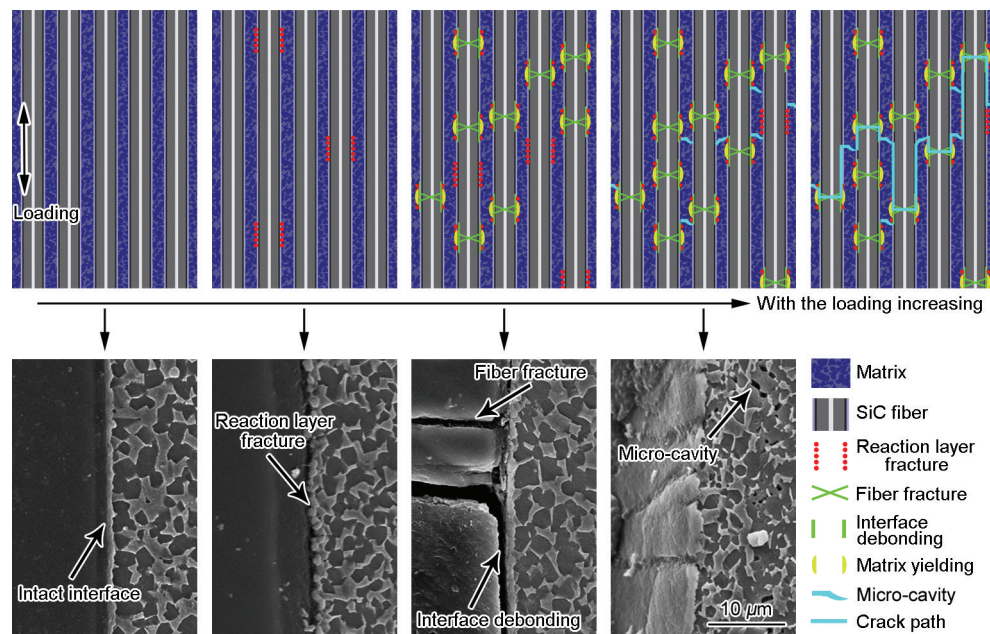 Loading
With the loading increasing
Intact interface
Reaction layer
fracture
Fiber fracture
Interface debonding
Micro-cavity
10 µm
Matrix
SiC fiber
Reaction layer
fracture
Fiber fracture
Interface
debonding
Matrix yielding
Micro-cavity
Crack path